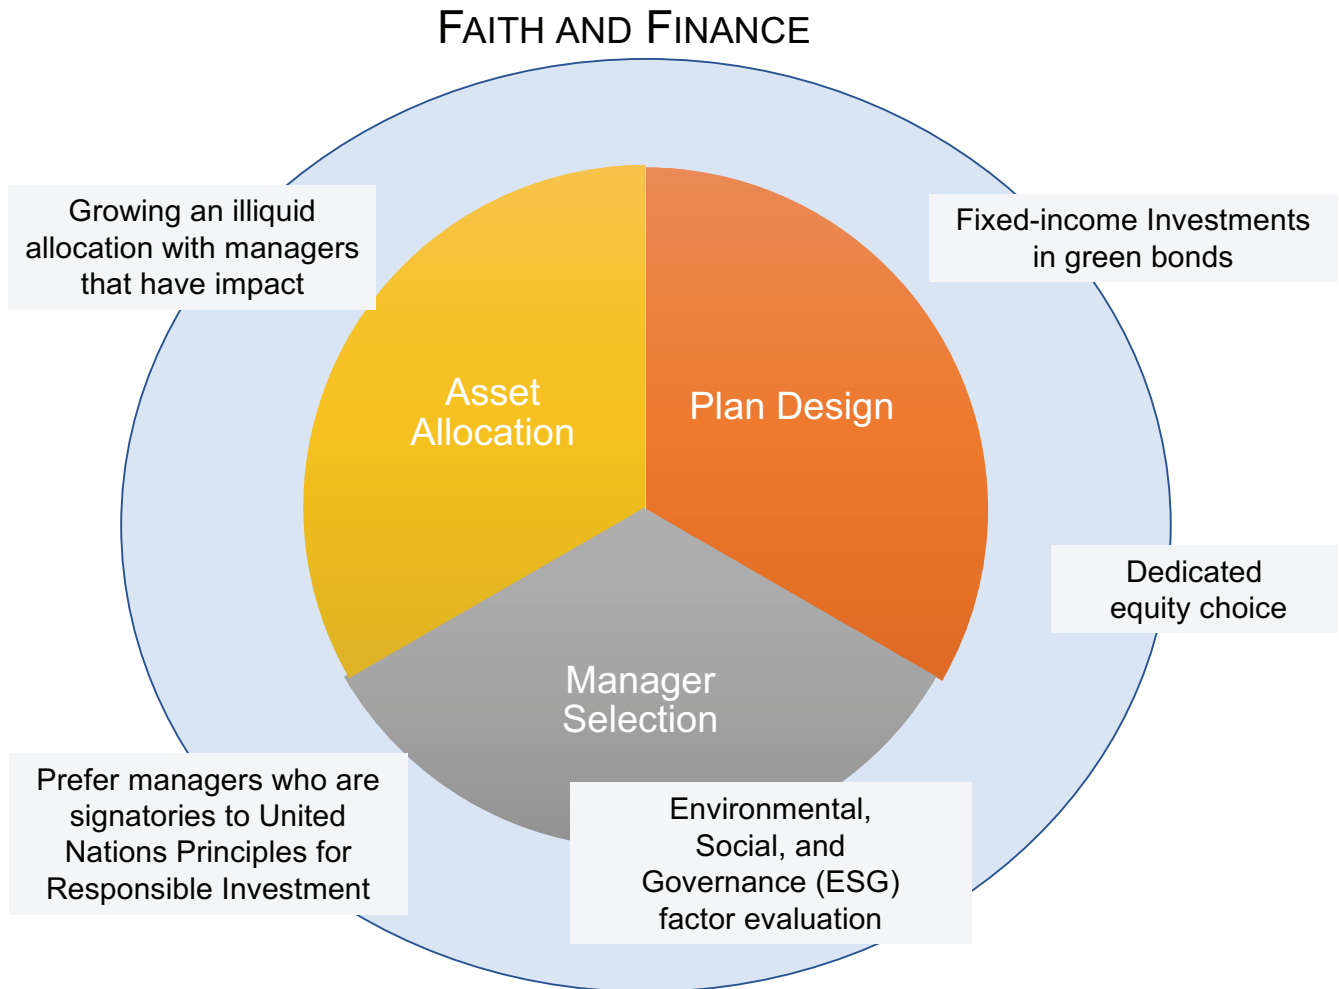 FAITH AND FINANCE
Growing an illiquid
allocation with managers
that have impact
Fixed-income Investments
in green bonds
Asset
Allocation
Plan Design
Dedicated
equity choice
Manager
Selection
Prefer managers who are
signatories to United
Nations Principles for
Responsible Investment
Environmental,
Social, and
Governance (ESG)
factor evaluation